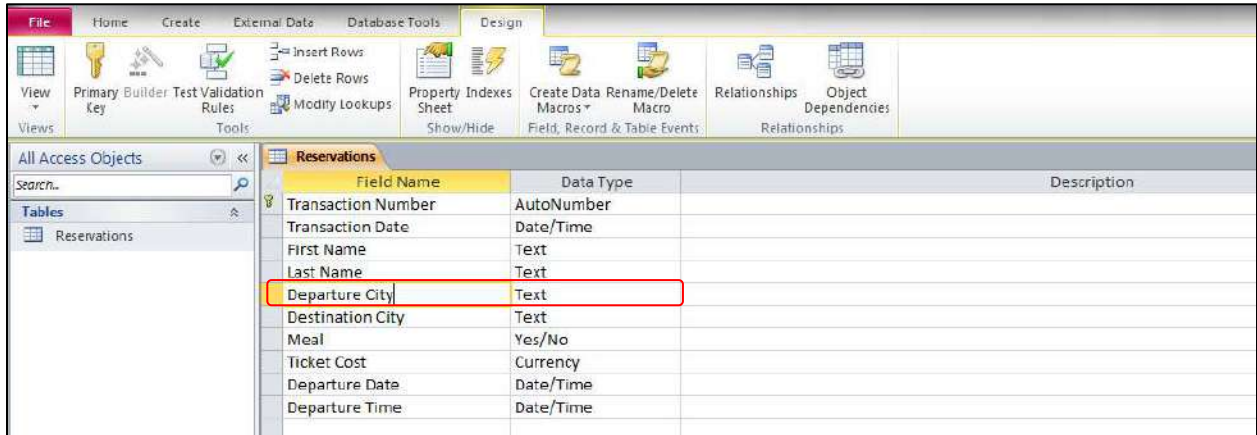 File Home Create External Data Database Tools Design
Insert Rows
Delete Rows
Modify Lookups
View Primary Key Builder Test Validation Rules Property Sheet Indexes Create Data Macros Rename/Delete Macro Relationships Object Dependencies
Views Tools Show/Hide Field, Record & Table Events Relationships
All Access Objects Reservations
Search.. Field Name Data Type Description
Tables Transaction Number AutoNumber
Reservations Transaction Date Date/Time
First Name Text
Last Name Text
Departure City Text
Destination City Text
Meal Yes/No
Ticket Cost Currency
Departure Date Date/Time
Departure Time Date/Time